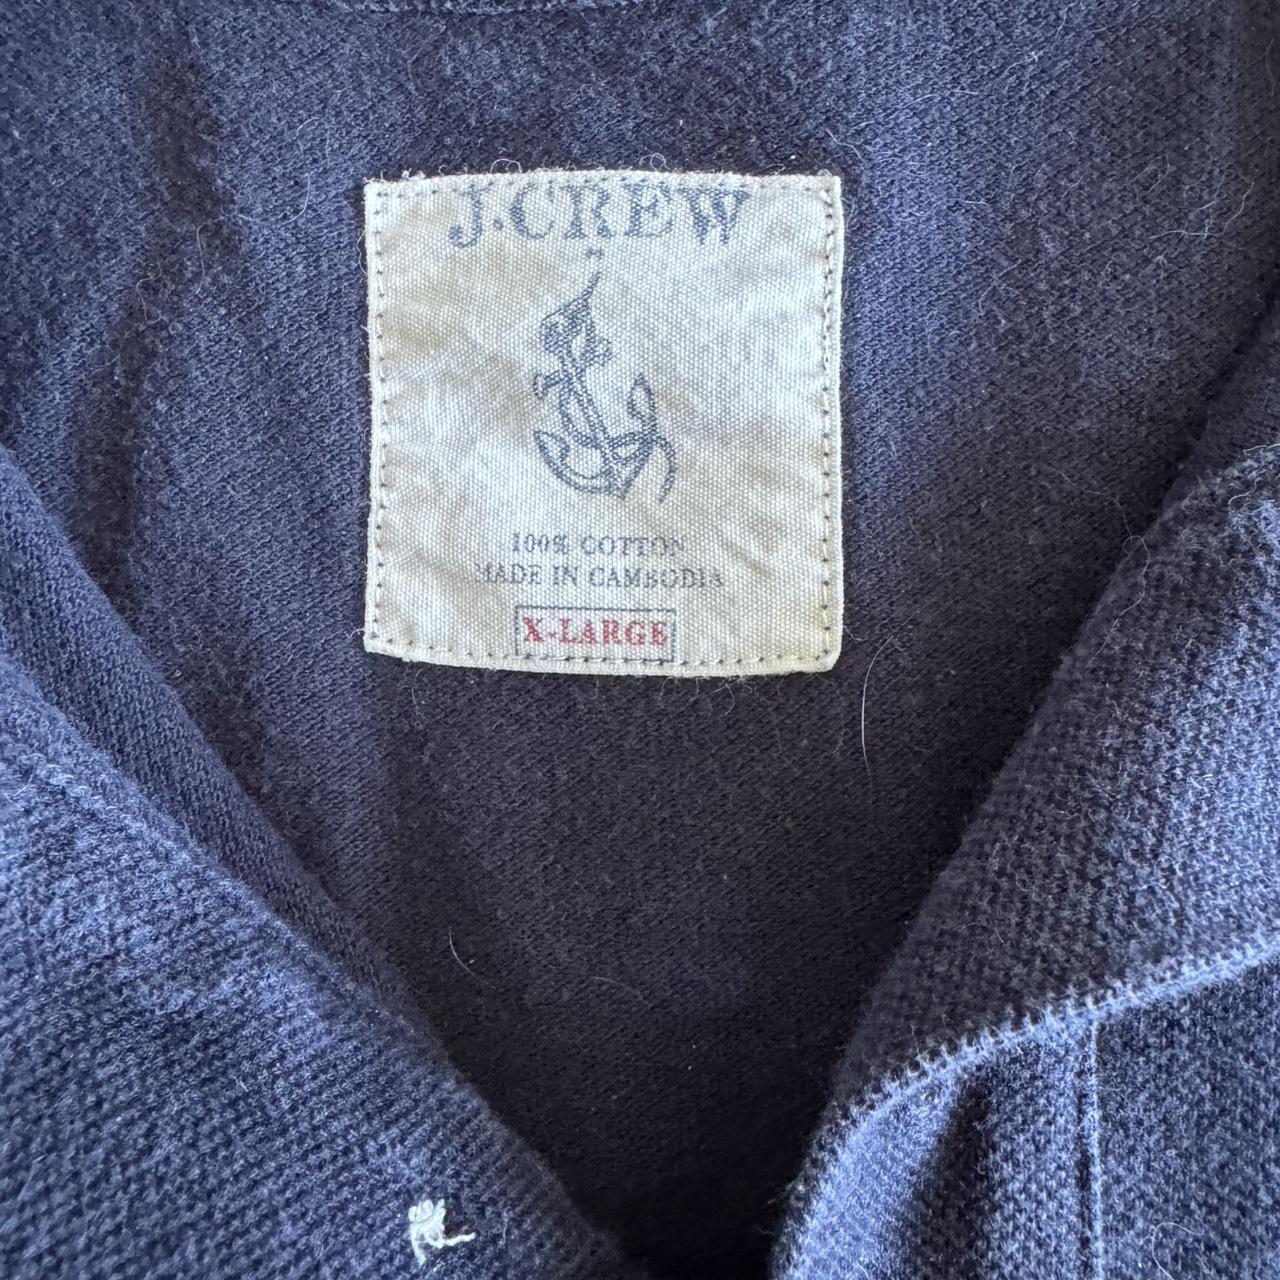 J.CREW
100% COTTON
MADE IN CAMBODIA
X-LARGE